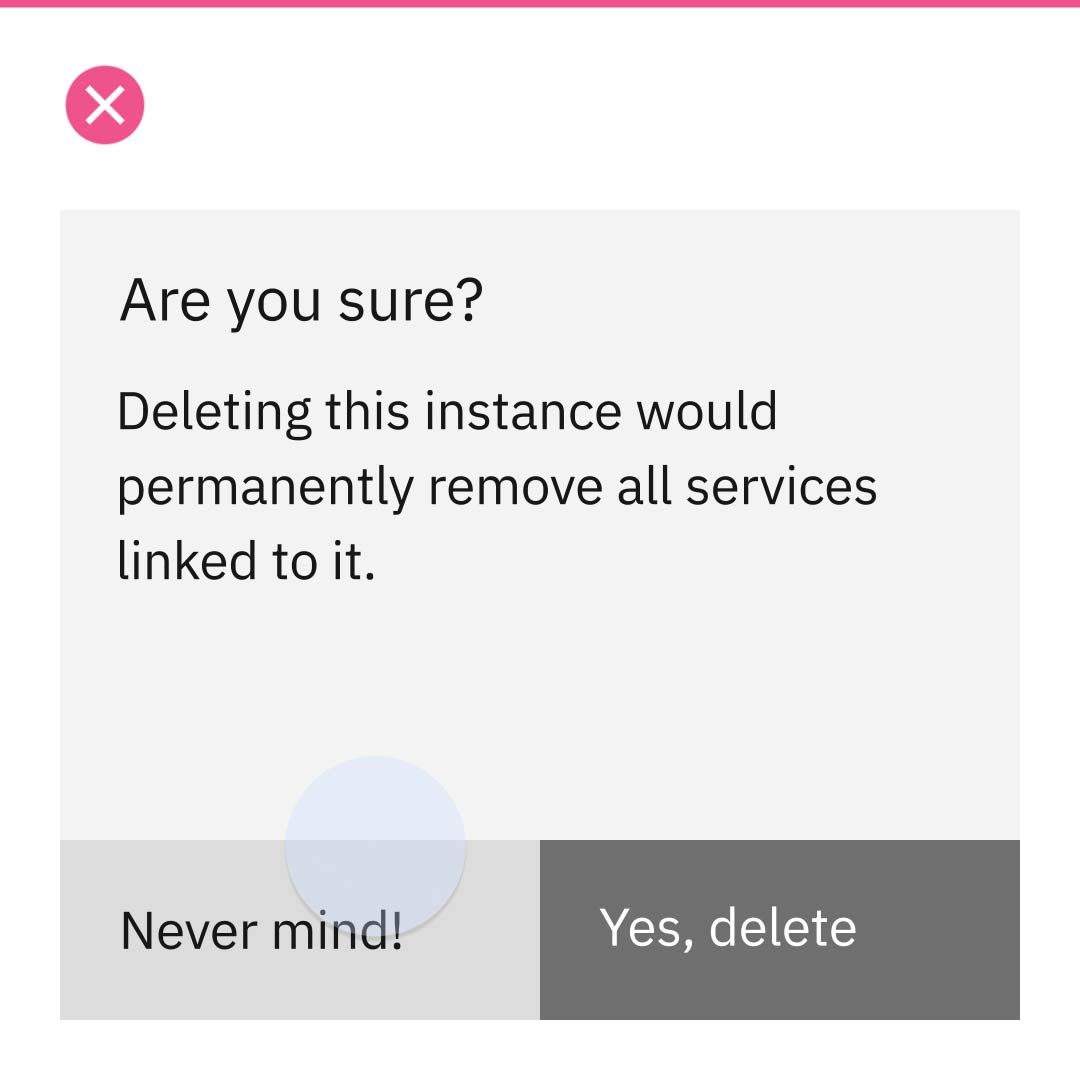 Are you sure?
Deleting this instance would
permanently remove all services
linked to it.
Never mind!
Yes, delete